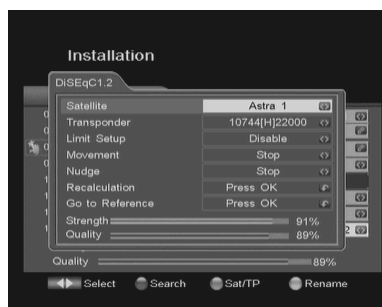 Installation
DiSEqC1.2
Satellite Astra 1
Transponder 10744[H]22000
Limit Setup Disable
Movement Stop
Nudge Stop
Recalculation Press OK
Go to Reference Press OK
Strength 91%
Quality 89%
Quality 89%
Select Search Sat/TP Rename